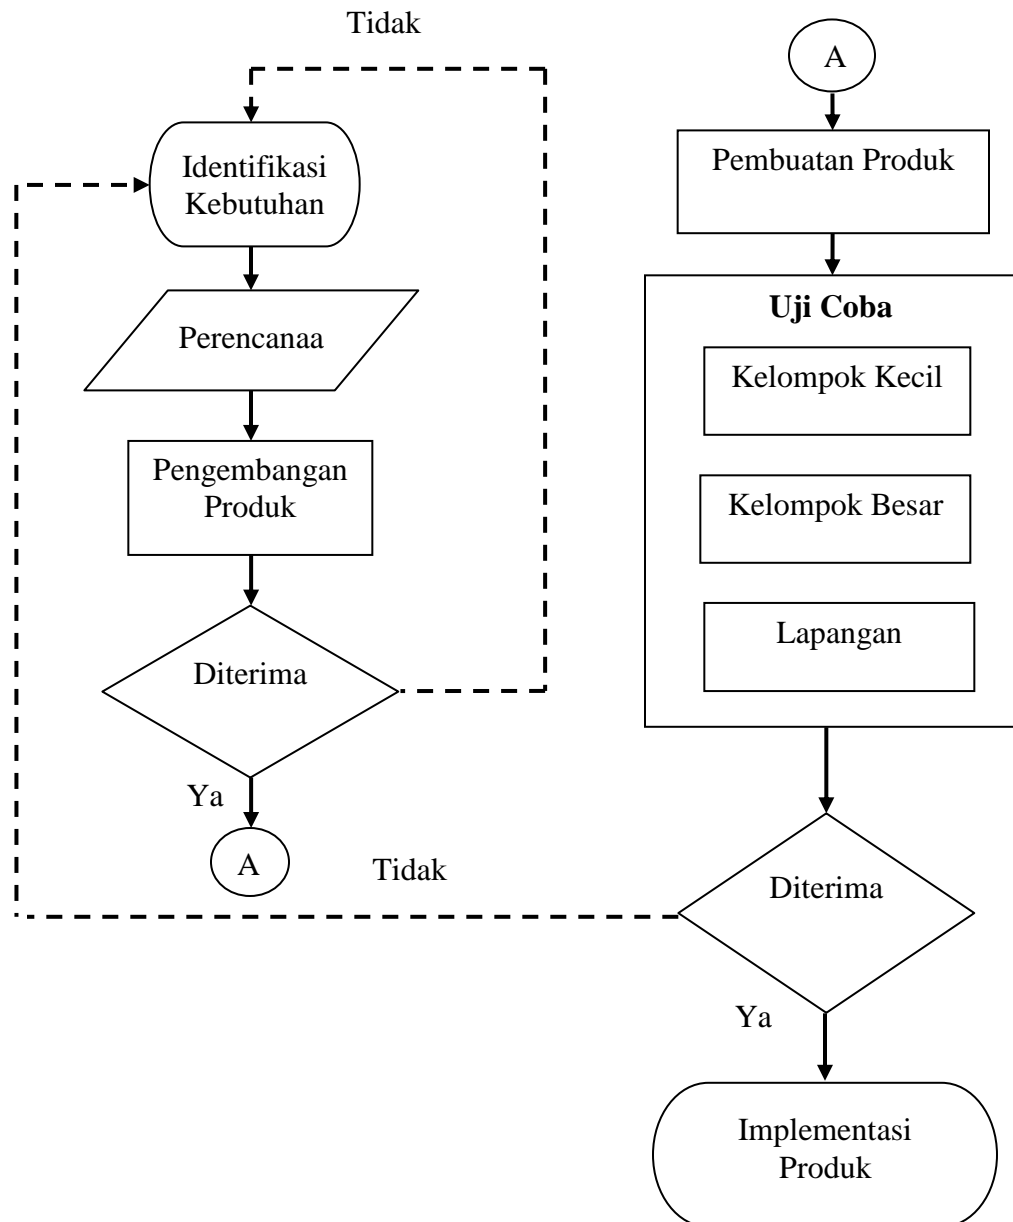 Tidak
Identifikasi
Kebutuhan
Perencanaa
Pengembangan
Produk
Diterima
Ya
A
Tidak
A
Pembuatan Produk
Uji Coba
Kelompok Kecil
Kelompok Besar
Lapangan
Diterima
Ya
Implementasi
Produk